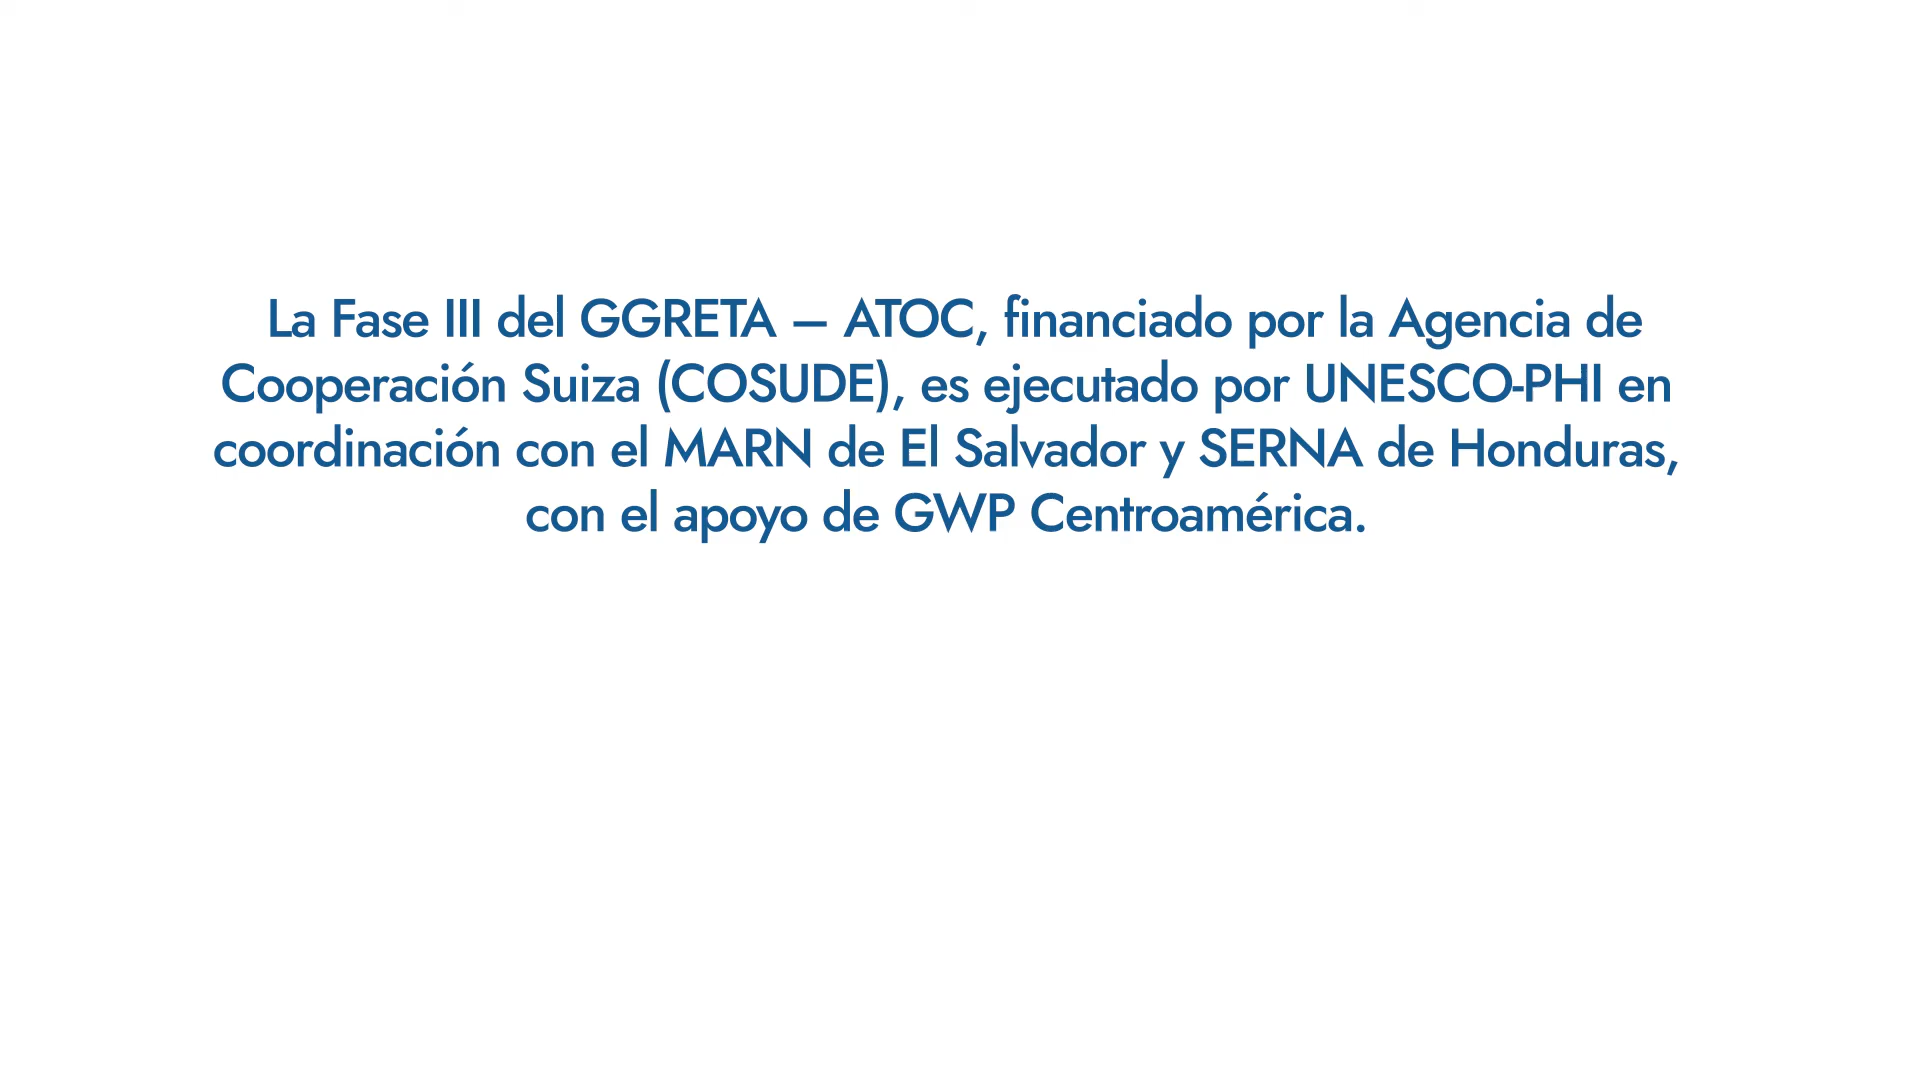 La Fase III del GGRETA – ATOC, financiado por la Agencia de
Cooperación Suiza (COSUDE), es ejecutado por UNESCO-PHI en
coordinación con el MARN de El Salvador y SERNA de Honduras,
con el apoyo de GWP Centroamérica.